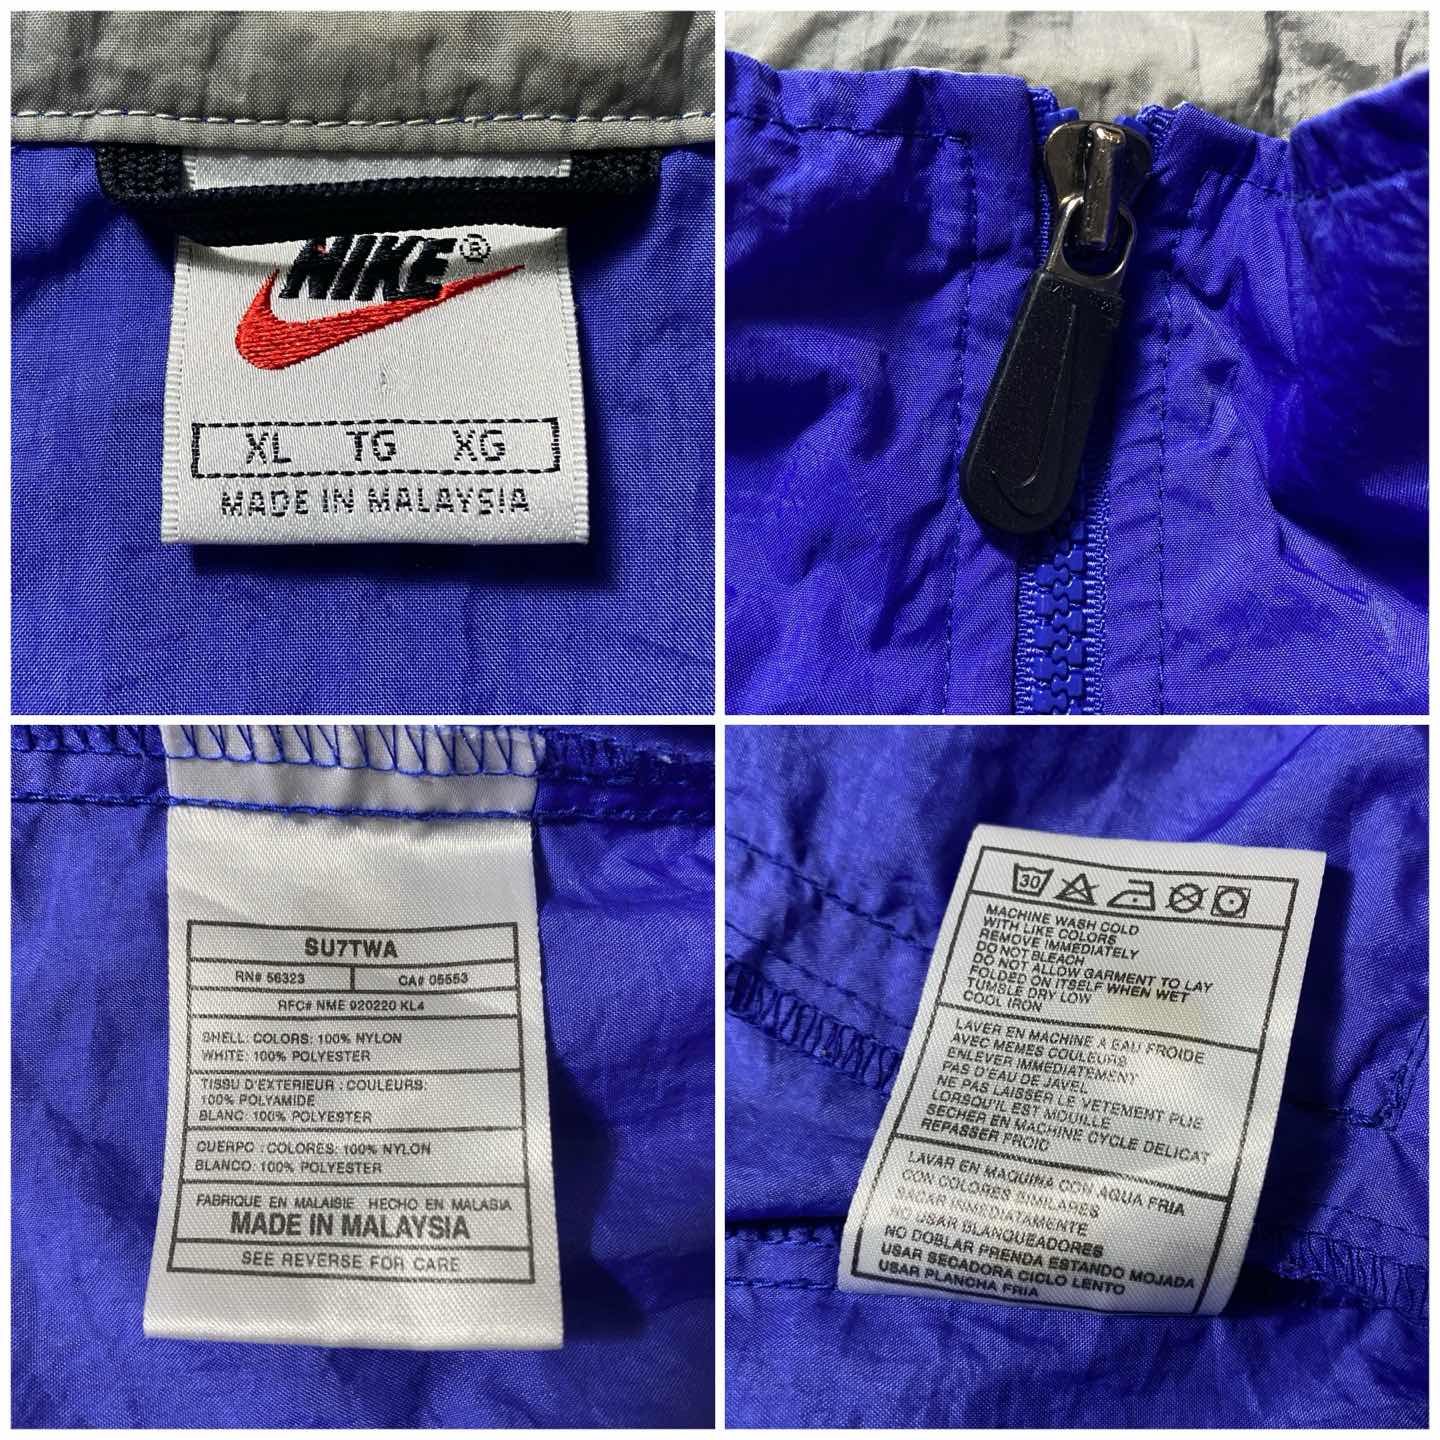 NIKE®
XL TG XG
MADE IN MALAYSIA
SU7TWA
RN# 56323 CA# 05553
RFC# NME 920220 KL4
SHELL: COLORS: 100% NYLON
WHITE: 100% POLYESTER
TISSU D'EXTERIEUR : COULEURS:
100% POLYAMIDE
BLANC: 100% POLYESTER
CUERPO : COLORES: 100% NYLON
BLANCO: 100% POLYESTER
FABRIQUE EN MALAISIE HECHO EN MALASIA
MADE IN MALAYSIA
SEE REVERSE FOR CARE
30
MACHINE WASH COLD
WITH LIKE COLORS
REMOVE IMMEDIATELY
DO NOT BLEACH
DO NOT ALLOW GARMENT TO LAY
FOLDED ON ITSELF WHEN WET
TUMBLE DRY LOW
COOL IRON
LAVER EN MACHINE A EAU FROIDE
AVEC MEMES COULEURS
ENLEVER IMMEDIATEMENT
PAS D'EAU DE JAVEL
NE PAS LAISSER LE VETEMENT PLIE
LORSQU'IL EST MOUILLE
SECHER EN MACHINE CYCLE DELICAT
REPASSER FROID
LAVAR EN MAQUINA CON AQUA FRIA
CON COLORES SIMILARES
SACAR INMEDIATAMENTE
NO USAR BLANQUEADORES
NO DOBLAR PRENDA ESTANDO MOJADA
USAR SECADORA CICLO LENTO
USAR PLANCHA FRIA